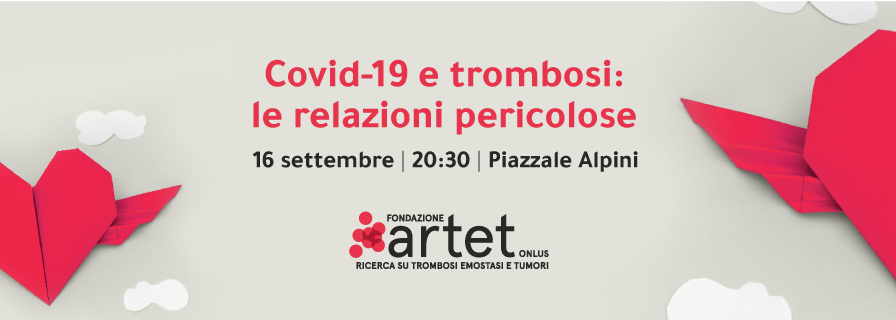 Covid-19 e trombosi:
le relazioni pericolose
16 settembre | 20:30 | Piazzale Alpini
FONDAZIONE
artet ONLUS
RICERCA SU TROMBOSI EMOSTASI E TUMORI